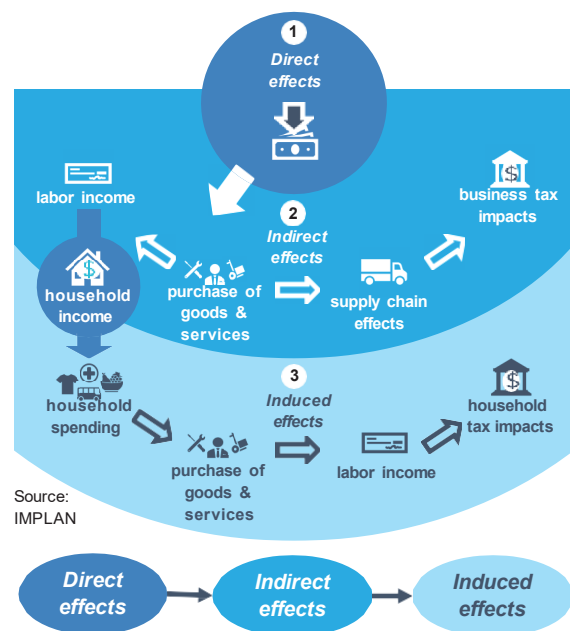 1
Direct
effects
labor income
$
business tax
impacts
2
Indirect
effects
$
household
income
purchase of
goods &
services
supply chain
effects
3
Induced
effects
household
spending
$
household
tax impacts
purchase of
goods &
services
labor income
Source:
IMPLAN
Direct
effects
Indirect
effects
Induced
effects